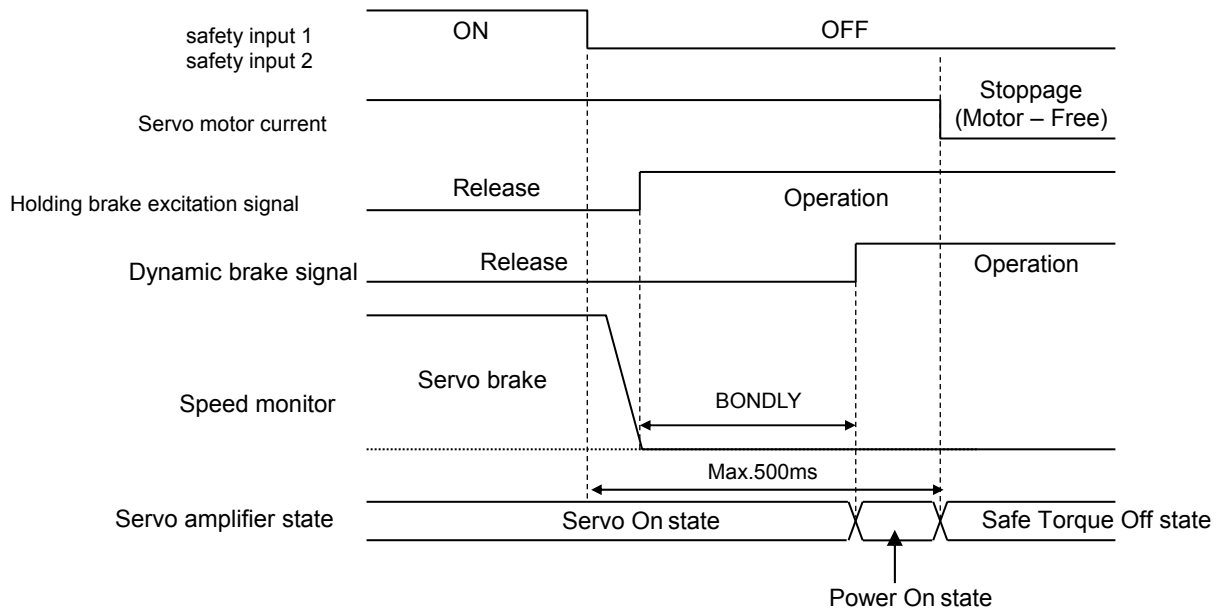 safety input 1
safety input 2
ON
OFF
Servo motor current
Stoppage
(Motor – Free)
Holding brake excitation signal
Release
Operation
Dynamic brake signal
Release
Operation
Speed monitor
Servo brake
BONDLY
Max.500ms
Servo amplifier state
Servo On state
Safe Torque Off state
Power On state